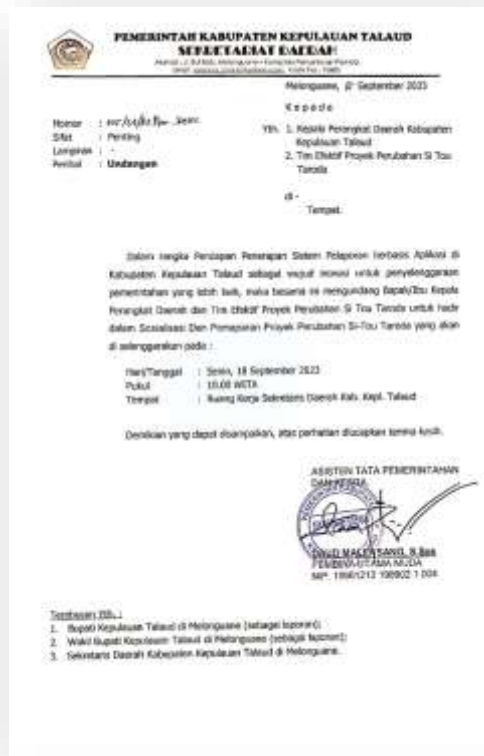 PEMERINTAH KABUPATEN KEPULAUAN TALAUD
SEKRETARIAT DAERAH
Melonguane, September 2023
Kepada
Nomor :
Sifat : Penting
Lampiran : -
Perihal : Undangan
Yth. 1. Kepala Perangkat Daerah Kabupaten
Kepulauan Talaud
2. Tim Efektif Proyek Perubahan Si Tou
Taroda
di -
Tempat.
Dalam rangka Persiapan Penerapan Sistem Pelaporan berbasis Aplikasi di
Kabupaten Kepulauan Talaud sebagai wujud inovasi untuk penyelenggaraan
pemerintahan yang lebih baik, maka bersama ini mengundang Bapak/Ibu Kepala
Perangkat Daerah dan Tim Efektif Proyek Perubahan Si Tou Taroda untuk hadir
dalam Sosialisasi Dan Pemaparan Proyek Perubahan Si-Tou Taroda yang akan
di selenggarakan pada :
Hari/Tanggal : Senin, 18 September 2023
Pukul : 10.00 WITA
Tempat : Ruang Kerja Sekretaris Daerah Kab. Kepl. Talaud
Demikian yang dapat disampaikan, atas perhatian diucapkan terima kasih.
ASISTEN TATA PEMERINTAHAN
DAN KESRA
DAUD MALENSANG, S.Sos
PEMBINA UTAMA MUDA
Tembusan Yth. :
1. Bupati Kepulauan Talaud di Melonguane (sebagai laporan);
2. Wakil Bupati Kepulauan Talaud di Melonguane (sebagai laporan);
3. Sekretaris Daerah Kabupaten Kepulauan Talaud di Melonguane.